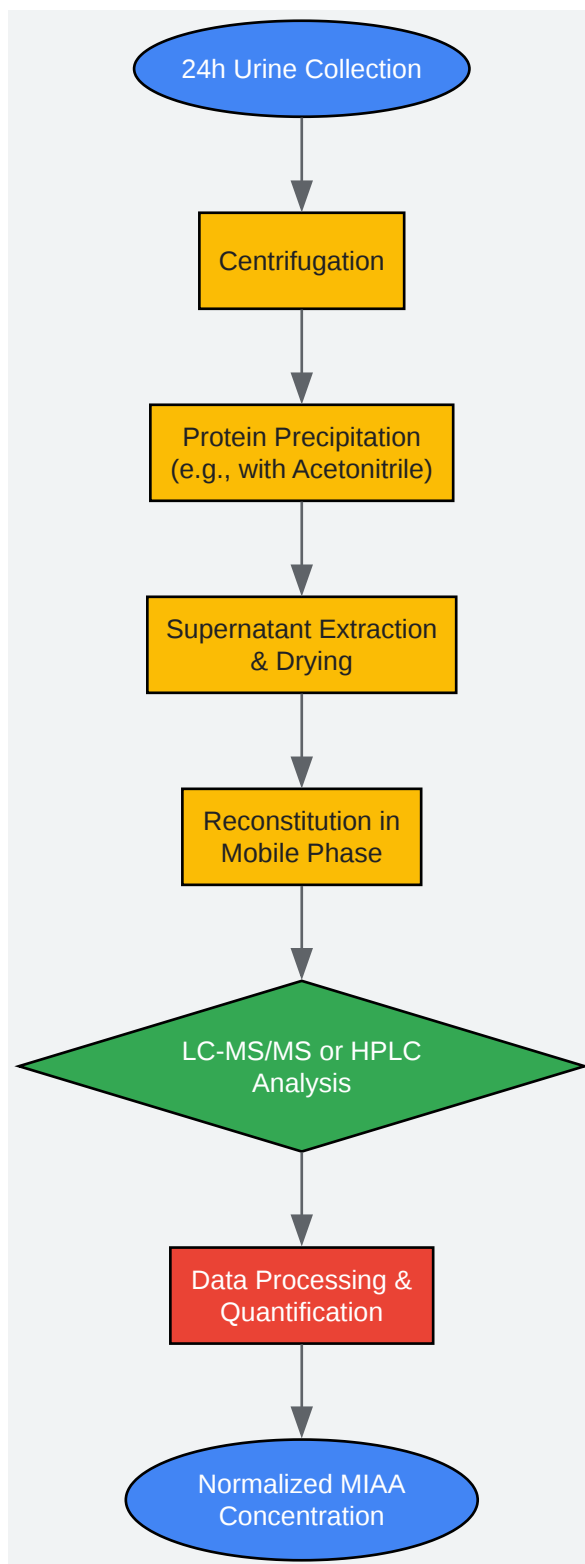 24h Urine Collection
Centrifugation
Protein Precipitation
(e.g., with Acetonitrile)
Supernatant Extraction
& Drying
Reconstitution in
Mobile Phase
LC-MS/MS or HPLC
Analysis
Data Processing &
Quantification
Normalized MIAA
Concentration